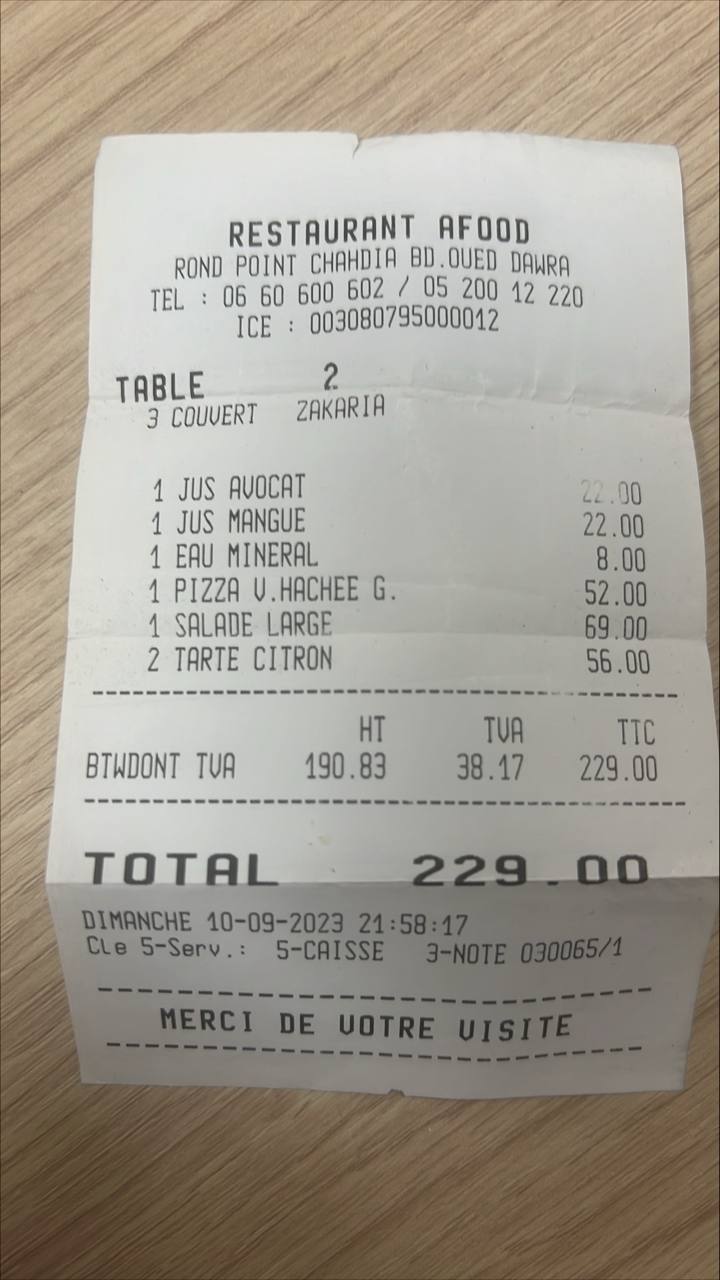 RESTAURANT AFOOD
ROND POINT CHAHDIA BD.OUED DAWRA
TEL : 06 60 600 602 / 05 200 12 220
ICE : 003080795000012
TABLE 2
3 COUVERT ZAKARIA
1 JUS AVOCAT 22.00
1 JUS MANGUE 22.00
1 EAU MINERAL 8.00
1 PIZZA V.HACHEE G. 52.00
1 SALADE LARGE 69.00
2 TARTE CITRON 56.00
HT TVA TTC
BTWDONT TVA 190.83 38.17 229.00
TOTAL 229.00
DIMANCHE 10-09-2023 21:58:17
Cle 5-Serv.: 5-CAISSE 3-NOTE 030065/1
MERCI DE VOTRE VISITE